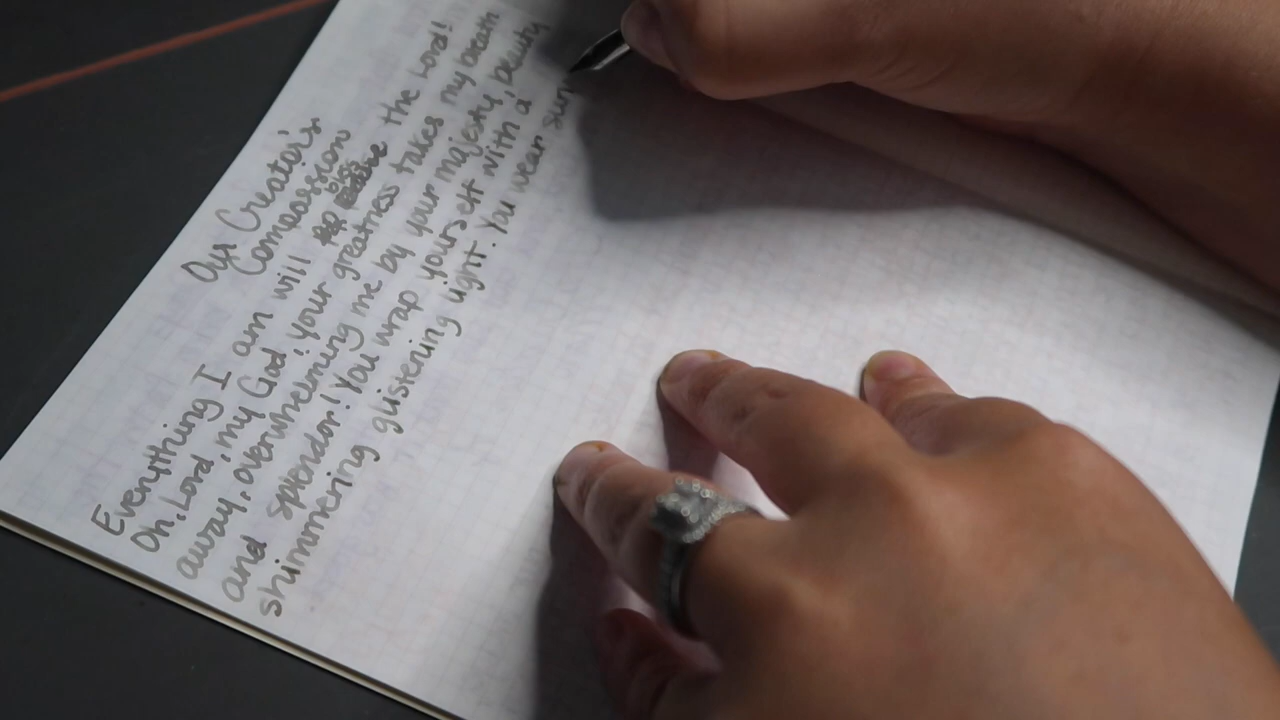 Our Creator's
Compassion
Everything I am will bless the Lord!
Oh, Lord, my God! Your greatness takes my breath
away, overwhelming me by your majesty, beauty
and splendor! You wrap yourself with a
shimmering glistening light. You wear sun